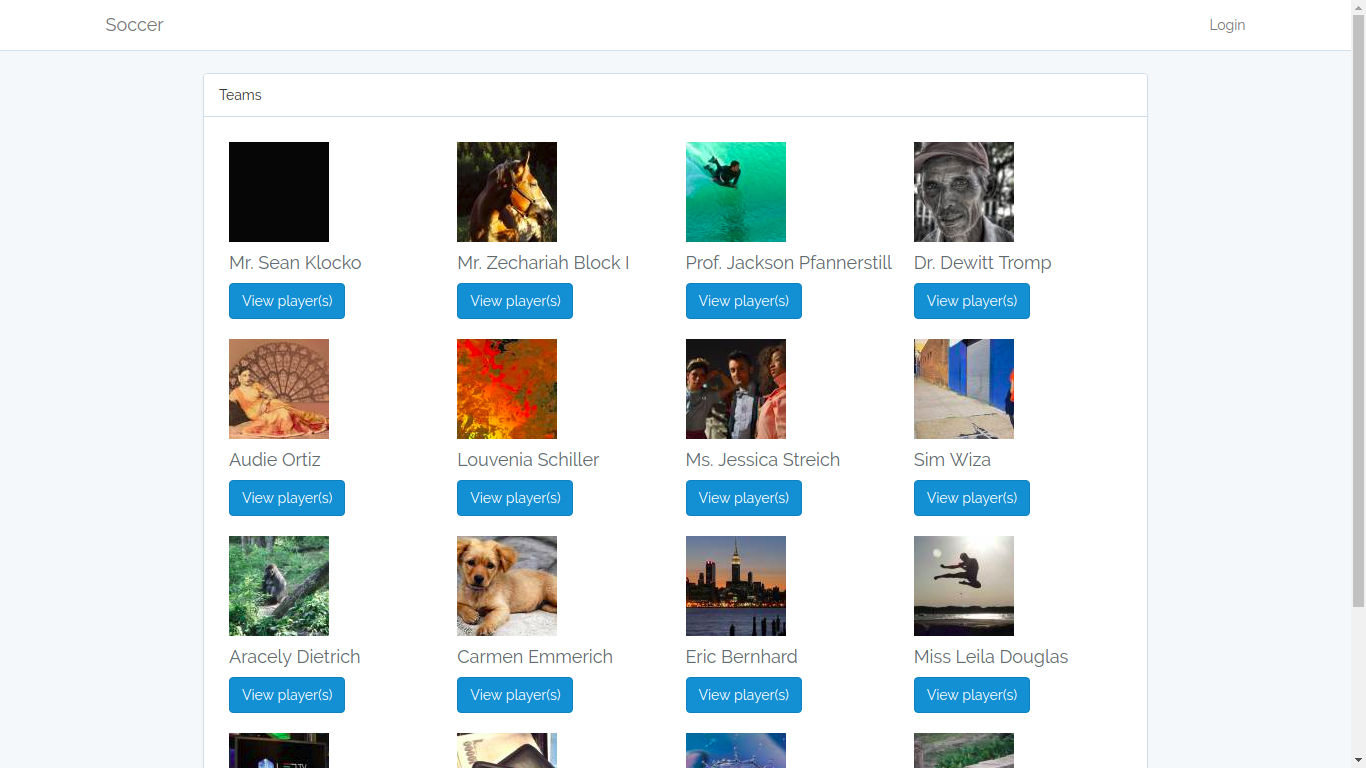 Soccer
Login
Teams
Mr. Sean Klocko
Mr. Zechariah Block I
Prof. Jackson Pfannerstill
Dr. Dewitt Tromp
View player(s)
View player(s)
View player(s)
View player(s)
Audie Ortiz
Louvenia Schiller
Ms. Jessica Streich
Sim Wiza
View player(s)
View player(s)
View player(s)
View player(s)
Aracely Dietrich
Carmen Emmerich
Eric Bernhard
Miss Leila Douglas
View player(s)
View player(s)
View player(s)
View player(s)